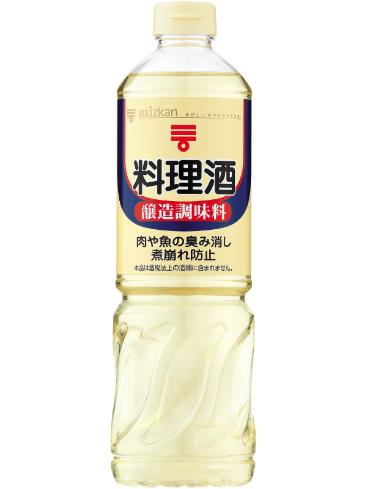 mizkan
料理酒
醸造調味料
肉や魚の臭み消し
煮崩れ防止
本品は酒税法上の酒類に含まれません。